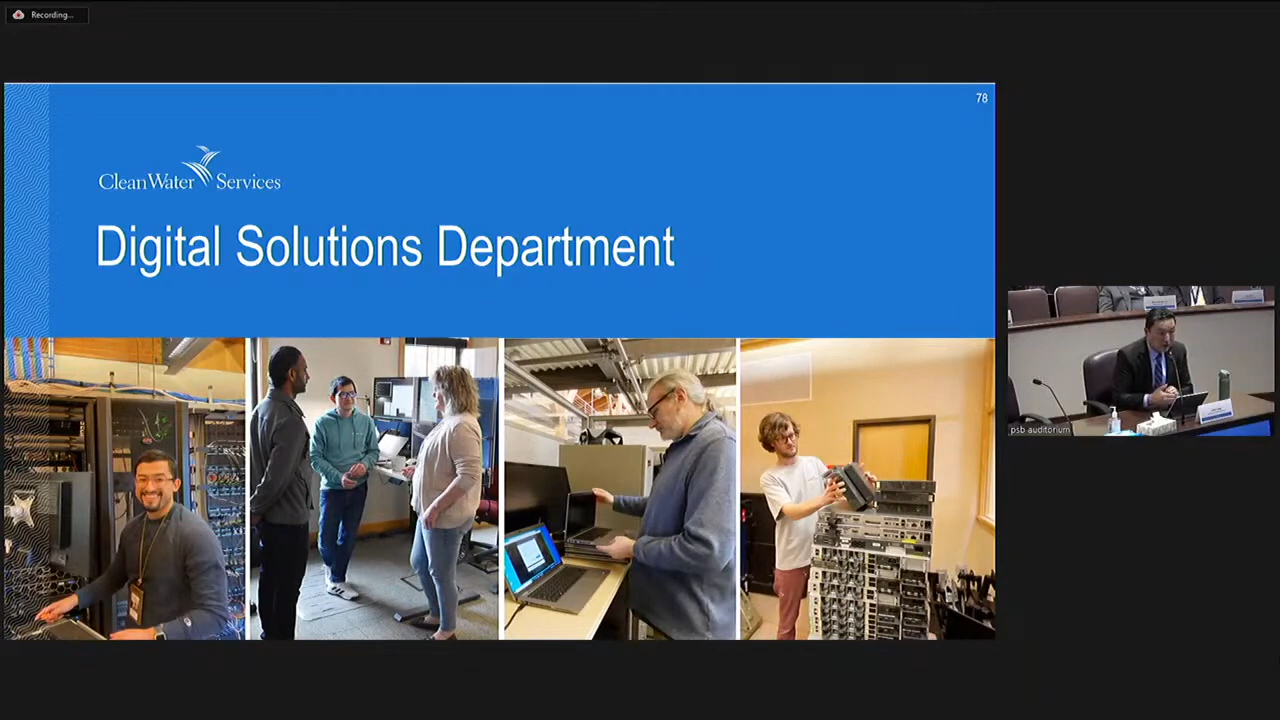 Recording...
78
CleanWater Services
Digital Solutions Department
psb-auditorium